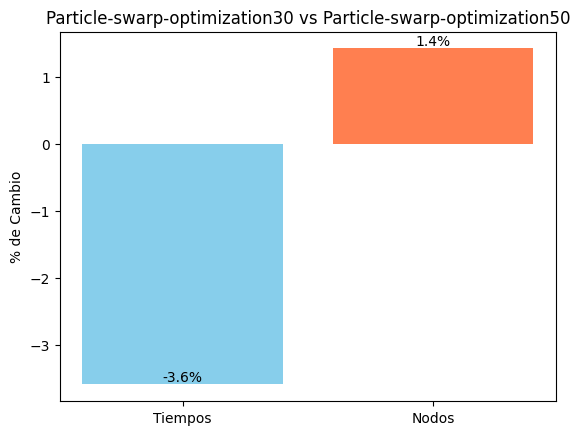 Particle-swarp-optimization30 vs Particle-swarp-optimization50
1.4%
1
0
−1
−2
−3
% de Cambio
-3.6%
Tiempos Nodos